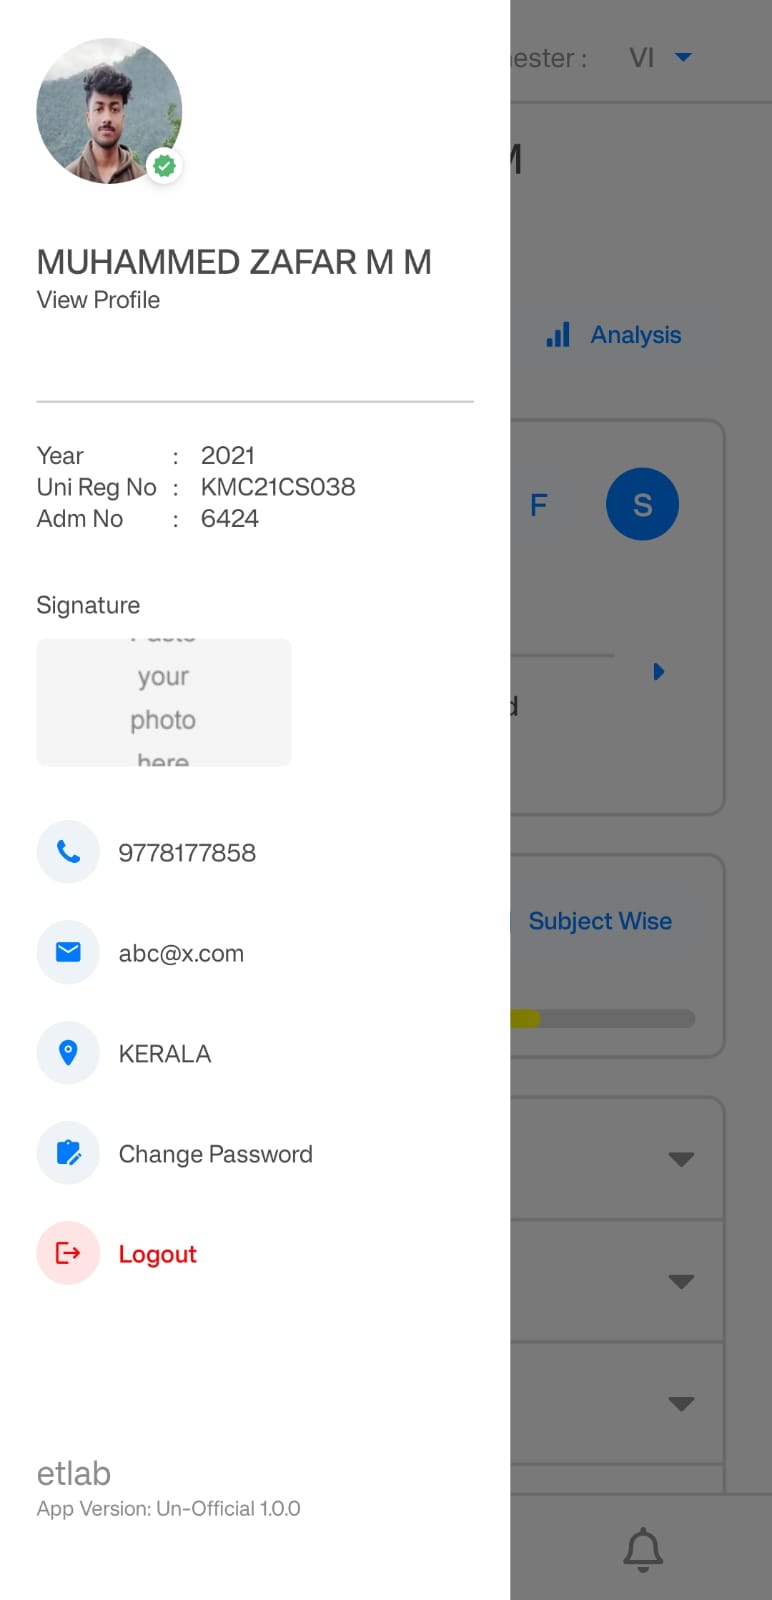 MUHAMMED ZAFAR M M
View Profile
Year : 2021
Uni Reg No : KMC21CS038
Adm No : 6424
Signature
your
photo
here
9778177858
abc@x.com
KERALA
Change Password
Logout
etlab
App Version: Un-Official 1.0.0
ester : VI
M
Analysis
F S
d
Subject Wise